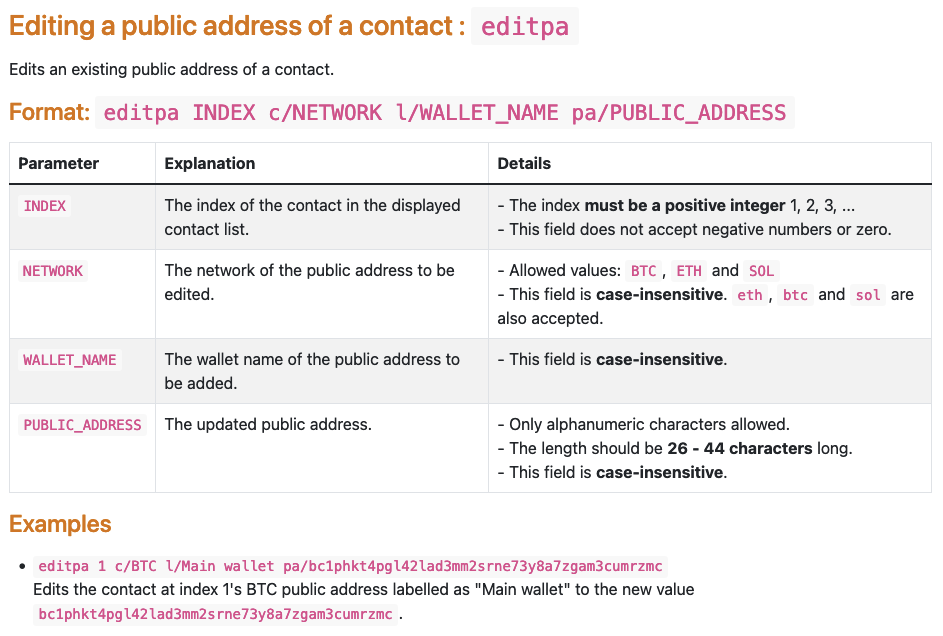 Editing a public address of a contact : editpa
Edits an existing public address of a contact.
Format: editpa INDEX c/NETWORK l/WALLET_NAME pa/PUBLIC_ADDRESS
Parameter Explanation Details
INDEX The index of the contact in the displayed contact list. - The index must be a positive integer 1, 2, 3, ...
- This field does not accept negative numbers or zero.
NETWORK The network of the public address to be edited. - Allowed values: BTC , ETH and SOL
- This field is case-insensitive. eth , btc and sol are also accepted.
WALLET_NAME The wallet name of the public address to be added. - This field is case-insensitive.
PUBLIC_ADDRESS The updated public address. - Only alphanumeric characters allowed.
- The length should be 26 - 44 characters long.
- This field is case-insensitive.
Examples
• editpa 1 c/BTC l/Main wallet pa/bc1phkt4pgl42lad3mm2srne73y8a7zgam3cumrzmc
Edits the contact at index 1's BTC public address labelled as "Main wallet" to the new value
bc1phkt4pgl42lad3mm2srne73y8a7zgam3cumrzmc .